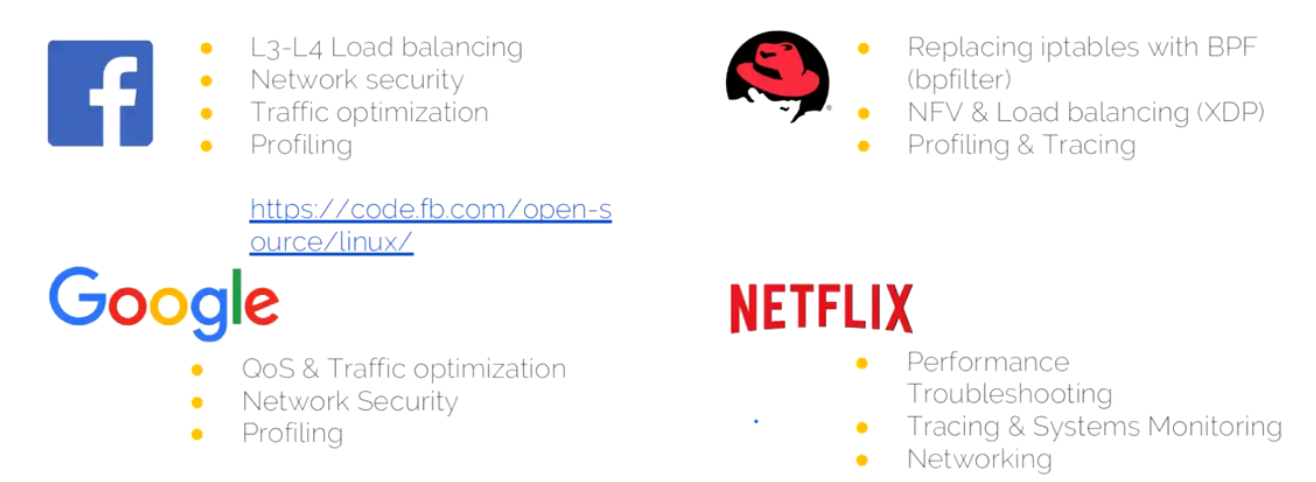 L3-L4 Load balancing
Network security
Traffic optimization
Profiling
https://code.fb.com/open-s
ource/linux/
Replacing iptables with BPF
(bpfilter)
NFV & Load balancing (XDP)
Profiling & Tracing
Google
QoS & Traffic optimization
Network Security
Profiling
NETFLIX
Performance
Troubleshooting
Tracing & Systems Monitoring
Networking